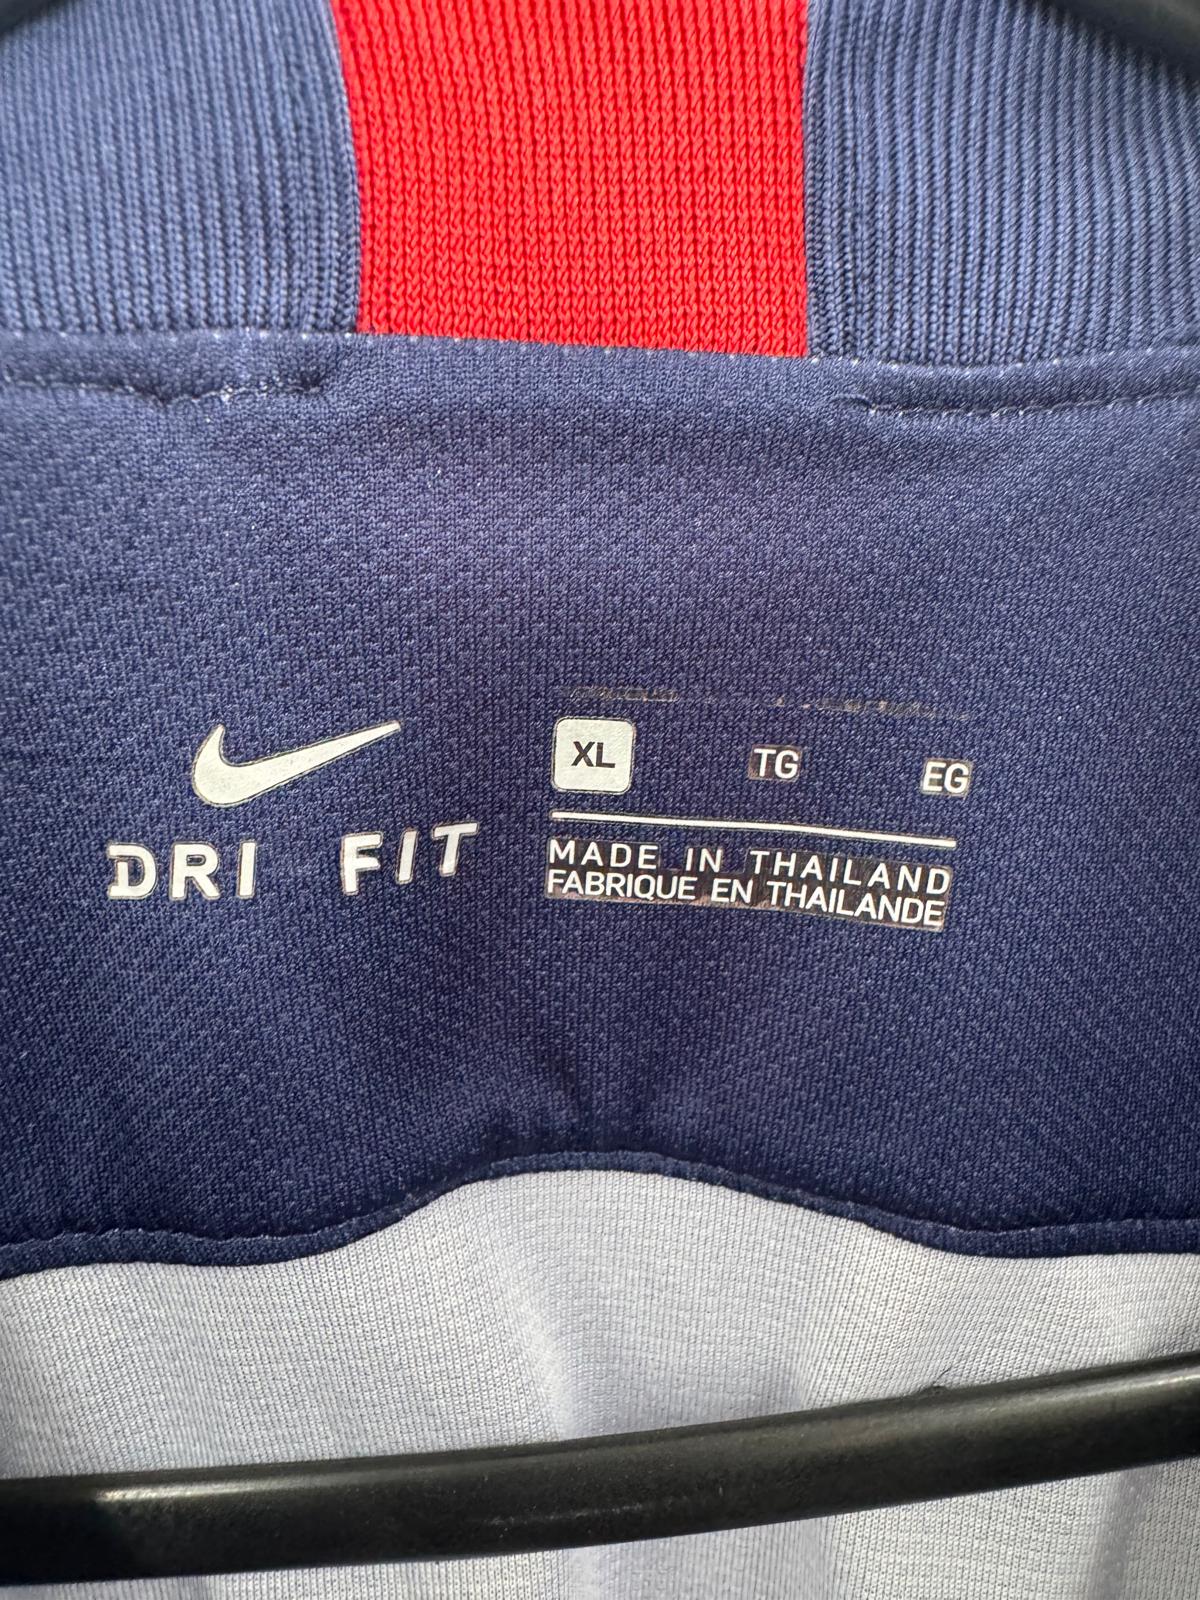 DRI FIT
XL TG EG
MADE IN THAILAND
FABRIQUE EN THAILANDE